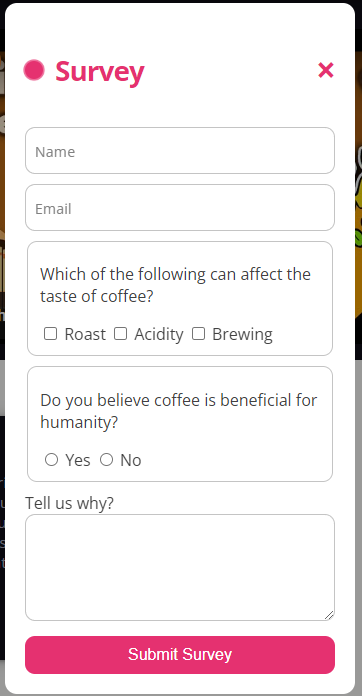 Survey
×
Name
Email
Which of the following can affect the
taste of coffee?
Roast Acidity Brewing
Do you believe coffee is beneficial for
humanity?
Yes No
Tell us why?
Submit Survey